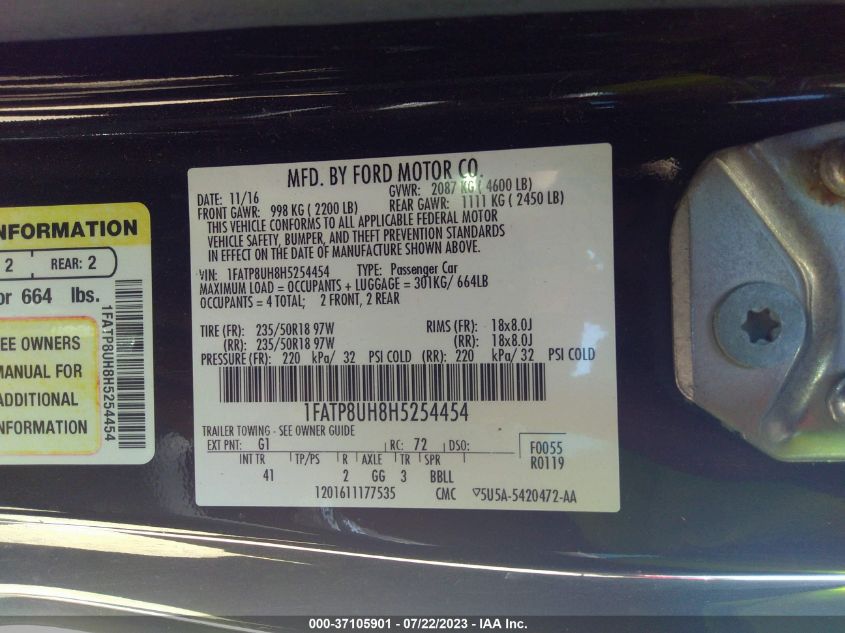 MFD. BY FORD MOTOR CO.
DATE: 11/16 GVWR: 2087 KG ( 4600 LB)
FRONT GAWR: 998 KG ( 2200 LB) REAR GAWR: 1111 KG ( 2450 LB)
THIS VEHICLE CONFORMS TO ALL APPLICABLE FEDERAL MOTOR
VEHICLE SAFETY, BUMPER, AND THEFT PREVENTION STANDARDS
IN EFFECT ON THE DATE OF MANUFACTURE SHOWN ABOVE.
VIN: 1FATP8UH8H5254454 TYPE: Passenger Car
MAXIMUM LOAD = OCCUPANTS + LUGGAGE = 301KG/ 664LB
OCCUPANTS = 4 TOTAL; 2 FRONT, 2 REAR
TIRE (FR): 235/50R18 97W RIMS (FR): 18x8.0J
(RR): 235/50R18 97W (RR): 18x8.0J
PRESSURE (FR): 220 kPa/ 32 PSI COLD (RR): 220 kPa/ 32 PSI COLD
1FATP8UH8H5254454
TRAILER TOWING - SEE OWNER GUIDE
EXT PNT: G1 RC: 72 DSO: F0055
R0119
INT TR TP/PS R AXLE TR SPR
41 2 GG 3 BBLL
1201611177535 CMC ▽5U5A-5420472-AA
INFORMATION
2 REAR: 2
or 664 lbs.
EE OWNERS
MANUAL FOR
ADDITIONAL
NFORMATION
1FATP8UH8H5254454
000-37105901 - 07/22/2023 - IAA Inc.